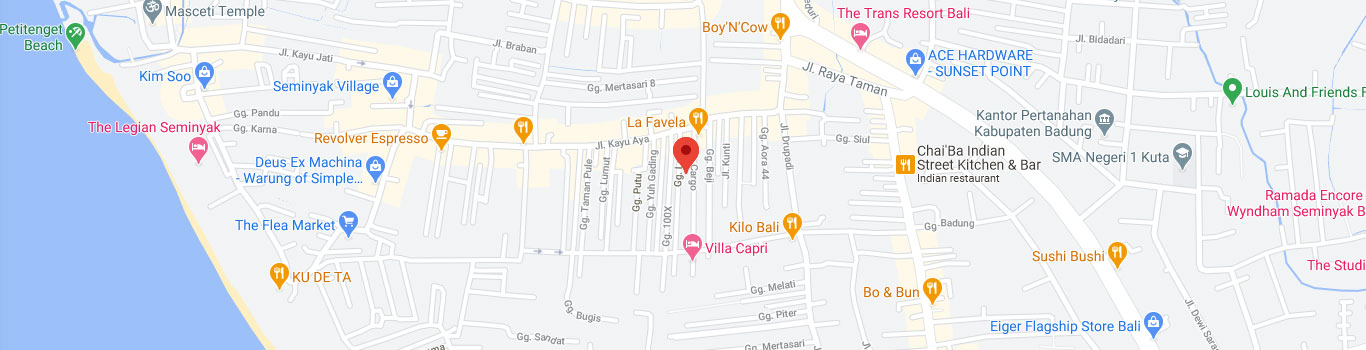 Masceti Temple
Petitenget
Beach
Boy'N'Cow
The Trans Resort Bali
Jl. Bidadari
Jl. Braban
Jl. Kayu Jati
Kim Soo
Seminyak Village
Gg. Mertasari 8
Jl. Raya Taman
ACE HARDWARE
- SUNSET POINT
Louis And Friends F
Gg. Pandu
Gg. Karna
The Legian Seminyak
Revolver Espresso
La Favela
Jl. Kayu Aya
Gg. Siul
Kantor Pertanahan
Kabupaten Badung
SMA Negeri 1 Kuta
Deus Ex Machina
- Warung of Simple...
Gg. Taman Pule
Gg. Lumut
Gg. Putu
Gg. Yuh Gading
Gg. 100X
Cargo
Gg. Beji
Jl. Kunti
Gg. Aora 44
Jl. Drupadi
Chai'Ba Indian
Street Kitchen & Bar
Indian restaurant
Ramada Encore
Wyndham Seminyak B
The Flea Market
Kilo Bali
Gg. Badung
Villa Capri
Sushi Bushi
The Studi
KU DE TA
Gg. Melati
Bo & Bun
Gg. Bugis
Gg. Piter
Gg. Sandat
Gg. Mertasari
Eiger Flagship Store Bali
Jl. Dewi Saras